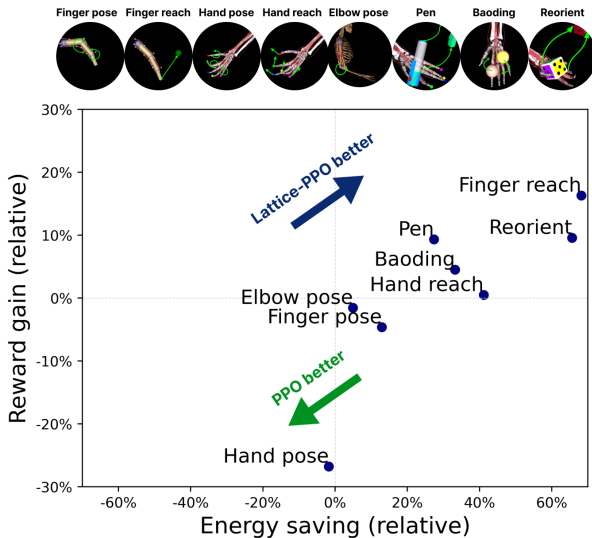 Finger pose Finger reach Hand pose Hand reach Elbow pose Pen Baoding Reorient
30%
20%
10%
0%
-10%
-20%
-30%
Reward gain (relative)
Lattice-PPO better
Finger reach
Pen
Reorient
Baoding
Hand reach
Elbow pose
Finger pose
PPO better
Hand pose
-60% -40% -20% 0% 20% 40% 60%
Energy saving (relative)